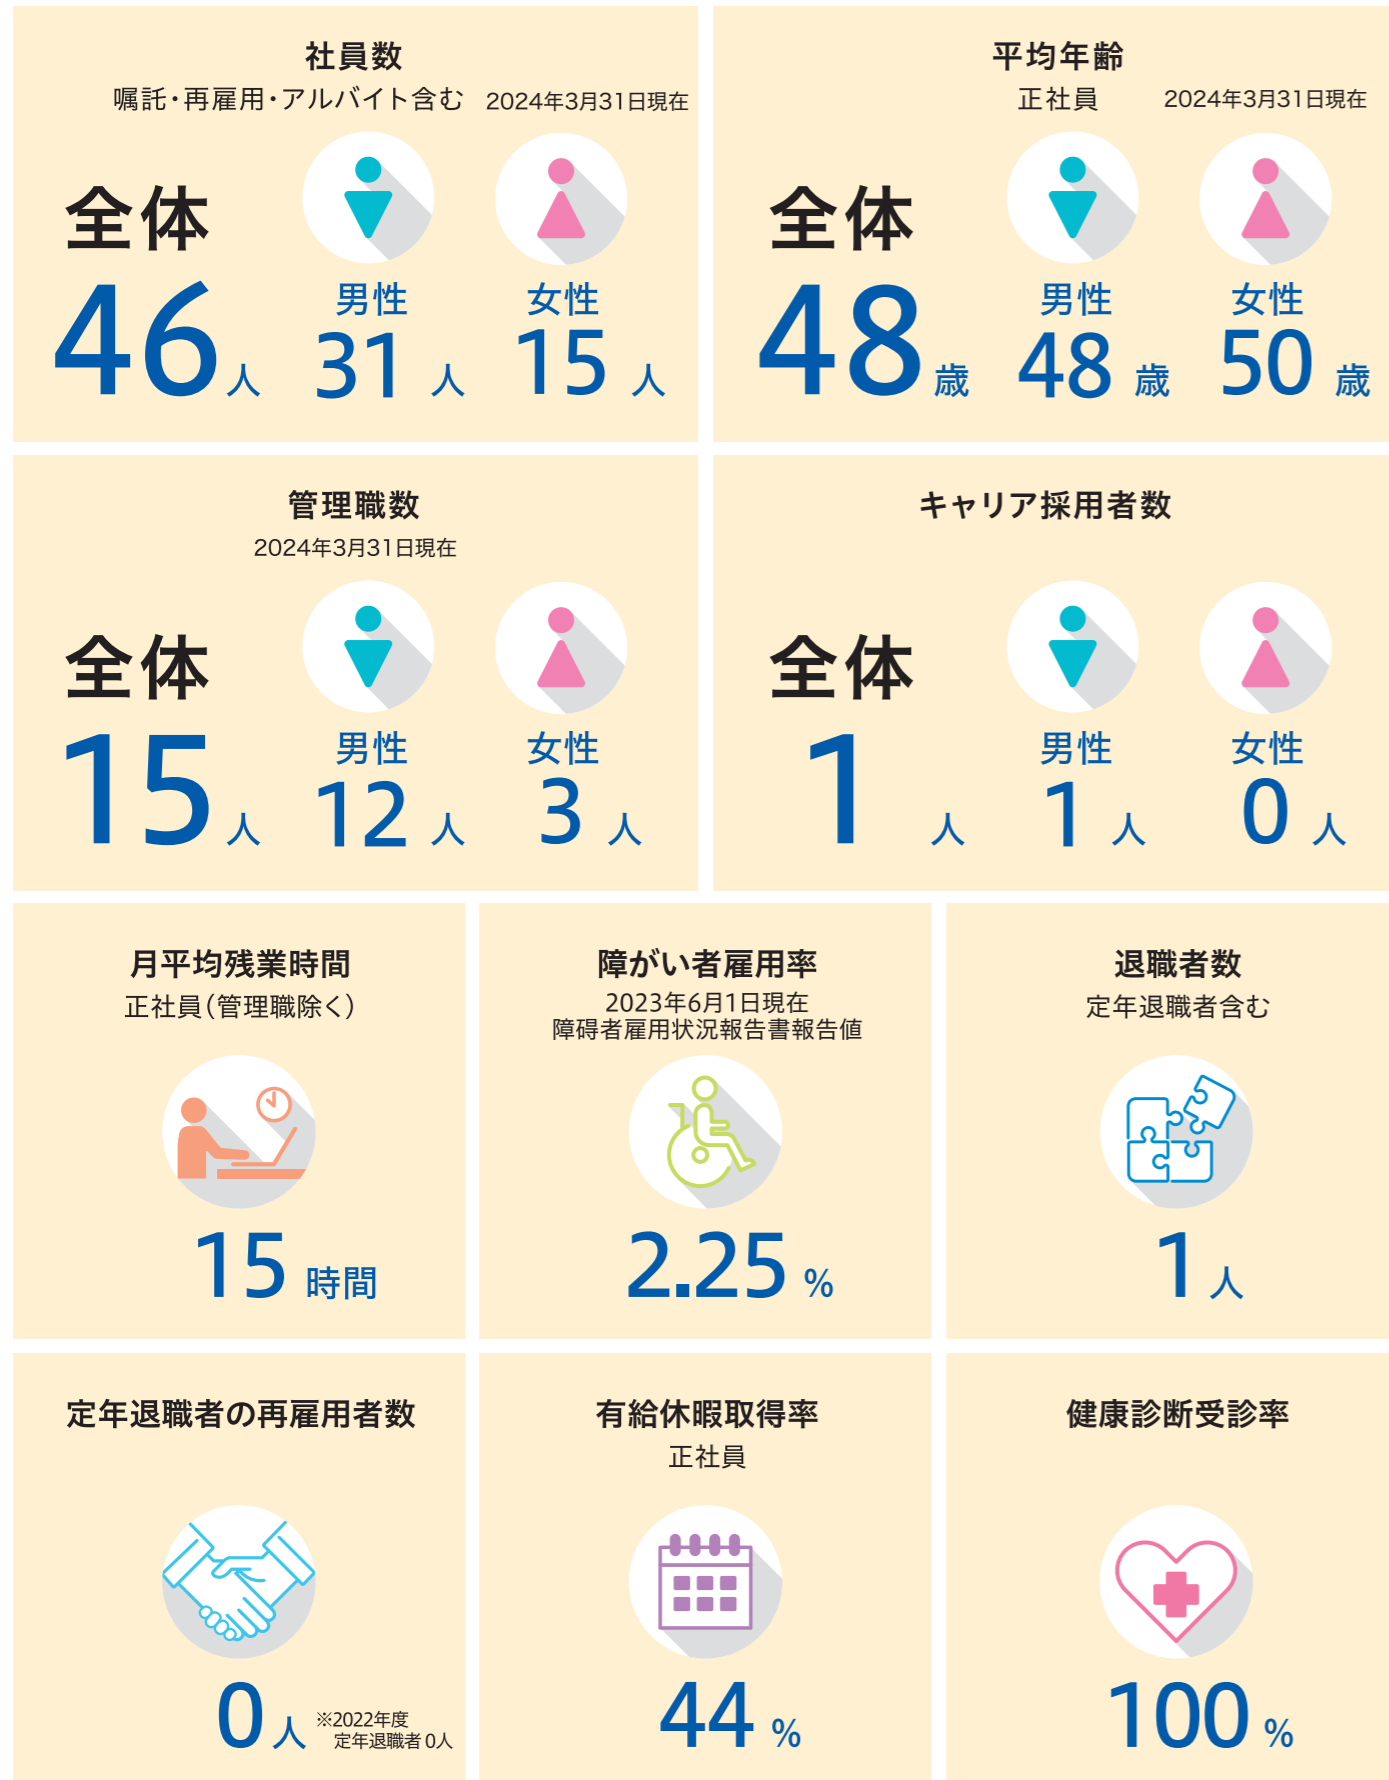 社員数
嘱託・再雇用・アルバイト含む 2024年3月31日現在
全体
46人
男性
31人
女性
15人
平均年齢
正社員 2024年3月31日現在
全体
48歳
男性
48歳
女性
50歳
管理職数
2024年3月31日現在
全体
15人
男性
12人
女性
3人
キャリア採用者数
全体
1人
男性
1人
女性
0人
月平均残業時間
正社員(管理職除く)
15時間
障がい者雇用率
2023年6月1日現在
障碍者雇用状況報告書報告値
2.25%
退職者数
定年退職者含む
1人
定年退職者の再雇用者数
0人
※2022年度
定年退職者0人
有給休暇取得率
正社員
44%
健康診断受診率
100%